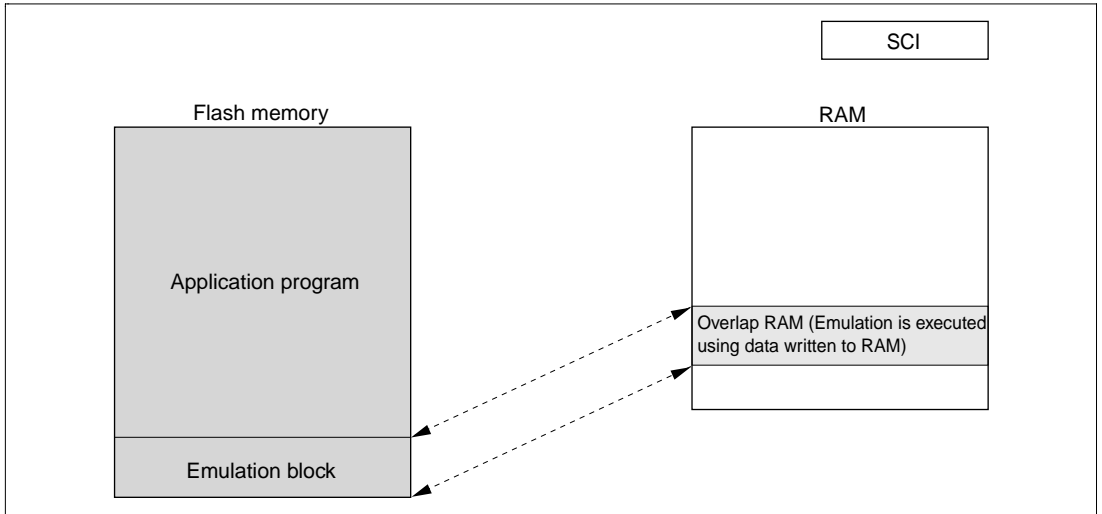 SCI
Flash memory
RAM
Application program
Overlap RAM (Emulation is executed
using data written to RAM)
Emulation block